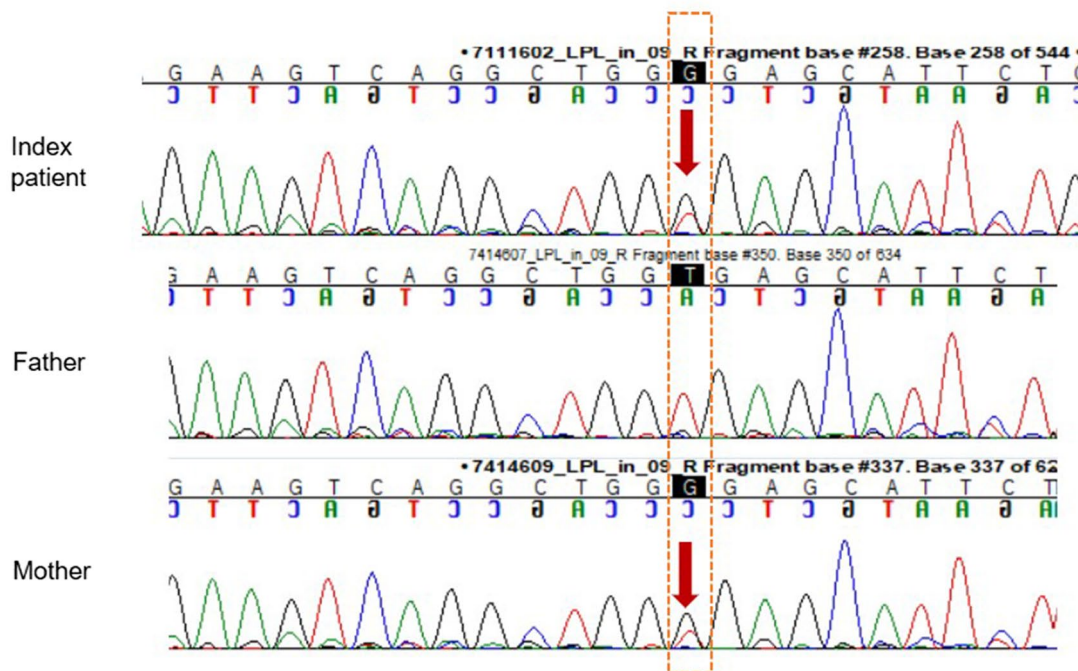 •7111602_LPL_in_09_R Fragment base #258. Base 258 of 544
G A A G T C A G G C T G G G G A G C A T T C T
C T T C A G T C C G A C C C C T C G T A A G A C
Index
patient
7414607_LPL_in_09_R Fragment base #350. Base 350 of 634
G A A G T C A G G C T G G T G A G C A T T C T
C T T C A G T C C G A C C A C T C G T A A G A
Father
•7414609_LPL_in_09_R Fragment base #337. Base 337 of 62
G A A G T C A G G C T G G G G A G C A T T C T
C T T C A G T C C G A C C C C T C G T A A G A
Mother